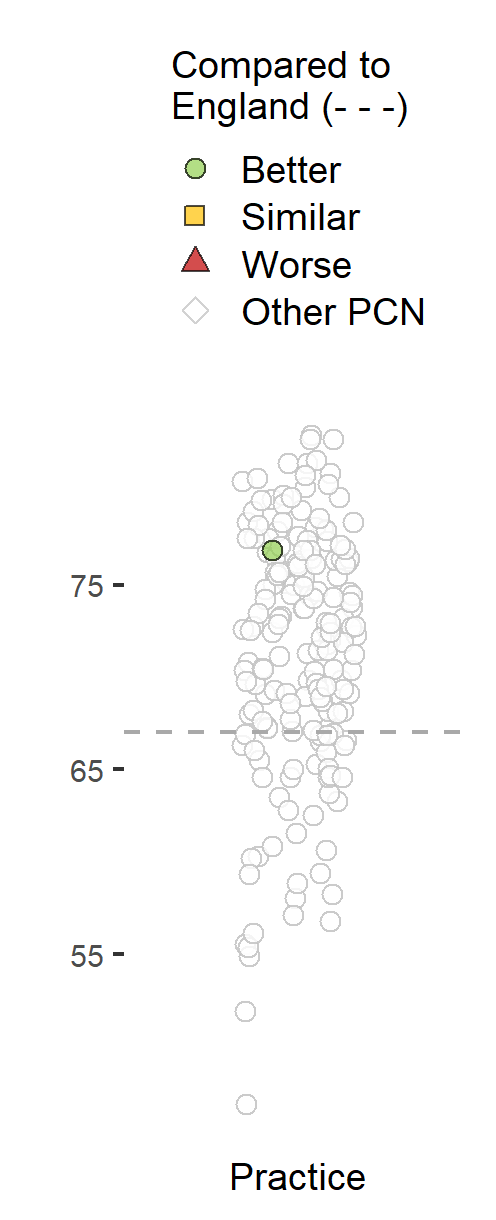 Compared to
England (- - -)
Better
Similar
Worse
Other PCN
75
65
55
Practice